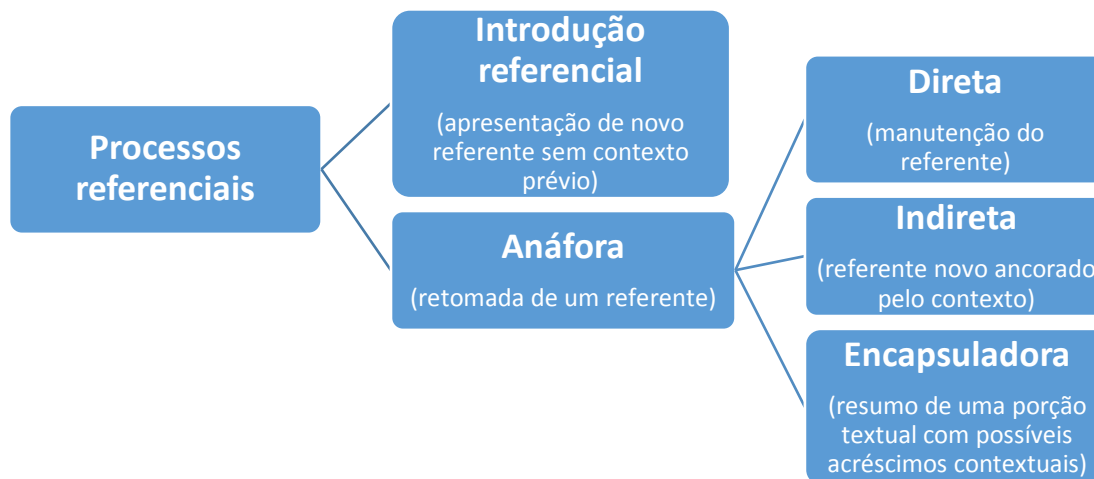 Processos
referenciais
Introdução
referencial
(apresentação de novo
referente sem contexto
prévio)
Anáfora
(retomada de um referente)
Direta
(manutenção do
referente)
Indireta
(referente novo ancorado
pelo contexto)
Encapsuladora
(resumo de uma porção
textual com possíveis
acréscimos contextuais)